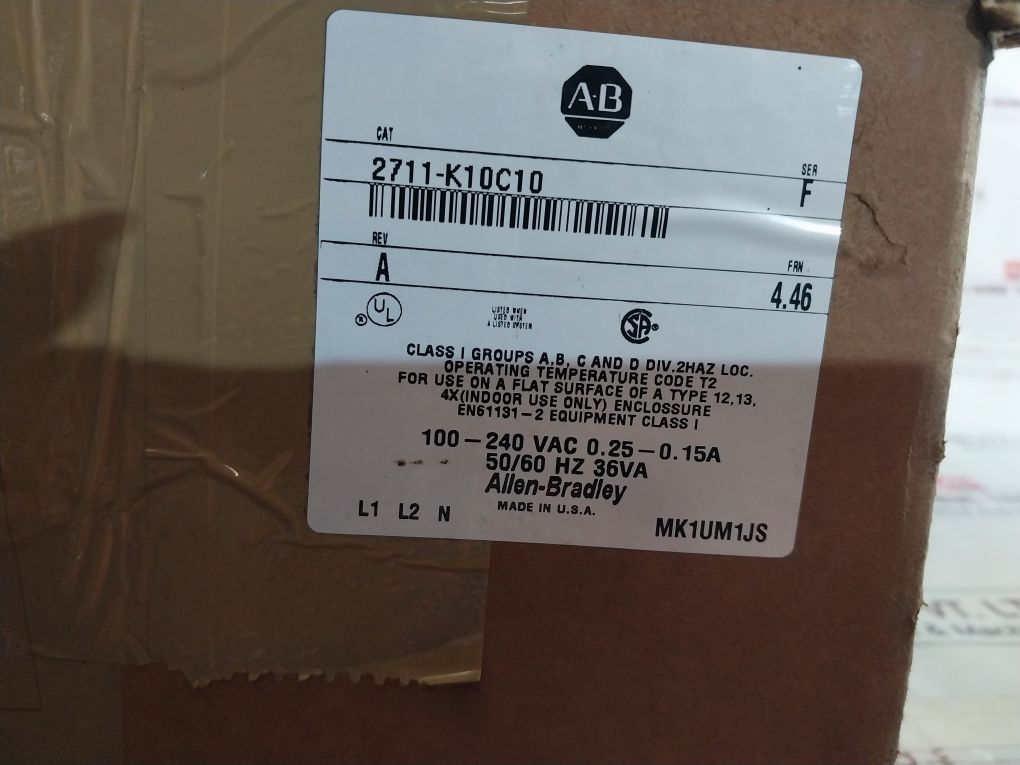 A·B
CAT
2711-K10C10
SER
F
REV
A
FRN
4.46
UL
®
LISTED WHEN
USED WITH
A LISTED SYSTEM
SA
®
CLASS I GROUPS A,B, C AND D DIV.2HAZ LOC.
OPERATING TEMPERATURE CODE T2
FOR USE ON A FLAT SURFACE OF A TYPE 12,13,
4X(INDOOR USE ONLY) ENCLOSSURE
EN61131-2 EQUIPMENT CLASS I
100-240 VAC 0.25-0.15A
50/60 HZ 36VA
Allen-Bradley
MADE IN U.S.A.
L1 L2 N
MK1UM1JS